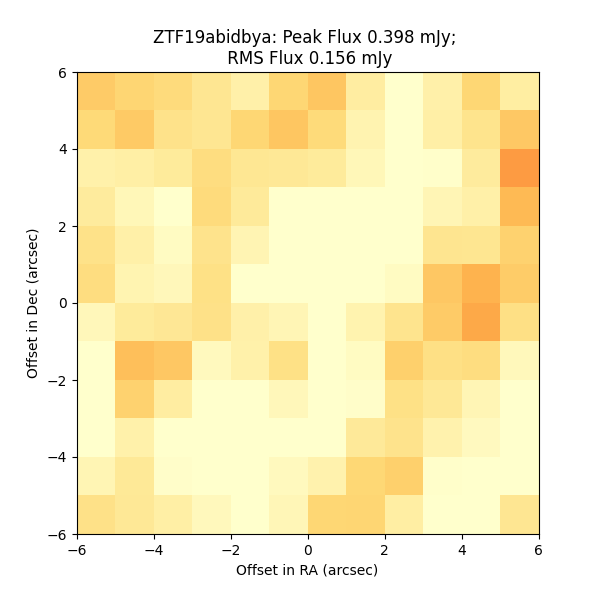 ZTF19abidbya: Peak Flux 0.398 mJy;
RMS Flux 0.156 mJy
6
4
2
0
−2
−4
−6
Offset in Dec (arcsec)
−6 −4 −2 0 2 4 6
Offset in RA (arcsec)